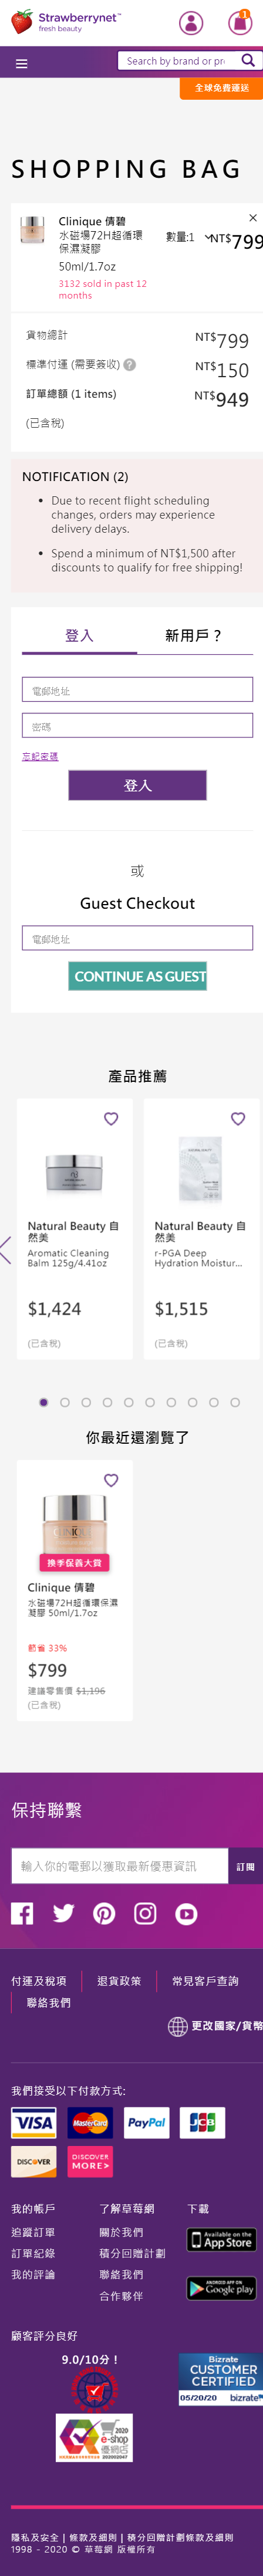 Strawberrynet™
fresh beauty
1
Search by brand or pr
全球免費運送
SHOPPING BAG
Clinique 倩碧
水磁場72H超循環
保濕凝膠
50ml/1.7oz
3132 sold in past 12
months
數量:1
NT$799
貨物總計 NT$799
標準付運 (需要簽收) ? NT$150
訂單總額 (1 items) NT$949
(已含稅)
NOTIFICATION (2)
Due to recent flight scheduling
changes, orders may experience
delivery delays.
Spend a minimum of NT$1,500 after
discounts to qualify for free shipping!
登入 新用戶？
電郵地址
密碼
忘記密碼
登入
或
Guest Checkout
電郵地址
CONTINUE AS GUEST
產品推薦
Natural Beauty 自
然美
Aromatic Cleaning
Balm 125g/4.41oz
$1,424
(已含稅)
Natural Beauty 自
然美
r-PGA Deep
Hydration Moistur...
$1,515
(已含稅)
你最近還瀏覽了
CLINIQUE
換季保養大賞
Clinique 倩碧
水磁場72H超循環保濕
凝膠 50ml/1.7oz
節省 33%
$799
建議零售價 $1,196
(已含稅)
保持聯繫
輸入你的電郵以獲取最新優惠資訊
訂閱
付運及稅項 退貨政策 常見客戶查詢
聯絡我們
更改國家/貨幣
我們接受以下付款方式:
VISA MasterCard PayPal JCB
DISCOVER DISCOVER
MORE>
我的帳戶 了解草莓網 下載
追蹤訂單 關於我們
訂單紀錄 積分回贈計劃
我的評論 聯絡我們
合作夥伴
Available on the
App Store
ANDROID APP ON
Google play
顧客評分良好
9.0/10分 !
2020
e-shop
優網店
Bizrate
CUSTOMER
CERTIFIED
05/20/20 bizrate
隱私及安全 | 條款及細則 | 積分回贈計劃條款及細則
1998 - 2020 © 草莓網 版權所有